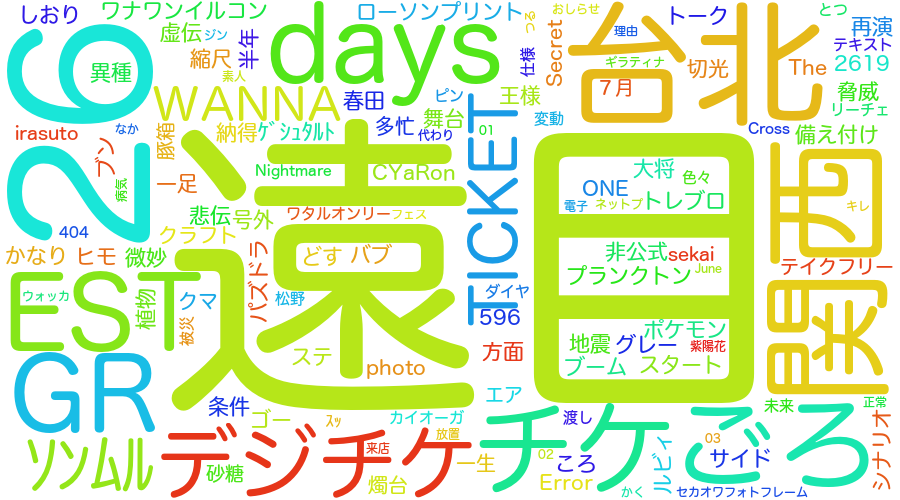 しおり
ワナワンイルコン
虚伝
ジン
半年
縮尺
素人
days
ローソンプリント
つる
おしらせ
仕様
Secret
台北
理由
ギラティナ
7月
トーク
切光
The
とつ
再演
テキスト
2619
脅威
リーチェ
26
異種
WANNA
春田
ピン
王様
変動
irasuto
なか
ブン
豚箱
納得
ゲシュタルト
多忙
代わり
舞台
01
Cross
備え付け
病気
一足
Nightmare
CYaRon
TICKET
大将
色々
ONE
電子
ネットプ
トレブロ
関西
キレ
404
悲伝
号外
ワタルオンリー
フェス
クラフト
かなり
ヒモ
微妙
遠目
どす
バブ
パズドラ
非公式
sekai
プランクトン
June
テイクフリー
EST
ウォッカ
植物
クマ
被災
松野
ダイヤ
596
ポケモン
地震
グレー
紫陽花
ブーム
スタート
方面
ステ
photo
GR
エア
条件
ゴー
スッ
カイオーガ
放置
渡し
未来
正常
ソンムル
デジチケ
来店
砂糖
燭台
一生
チケ
02
ころ
Error
かく
ルビィ
ごろ
03
サイド
シナリオ
セカオワフォトフレーム